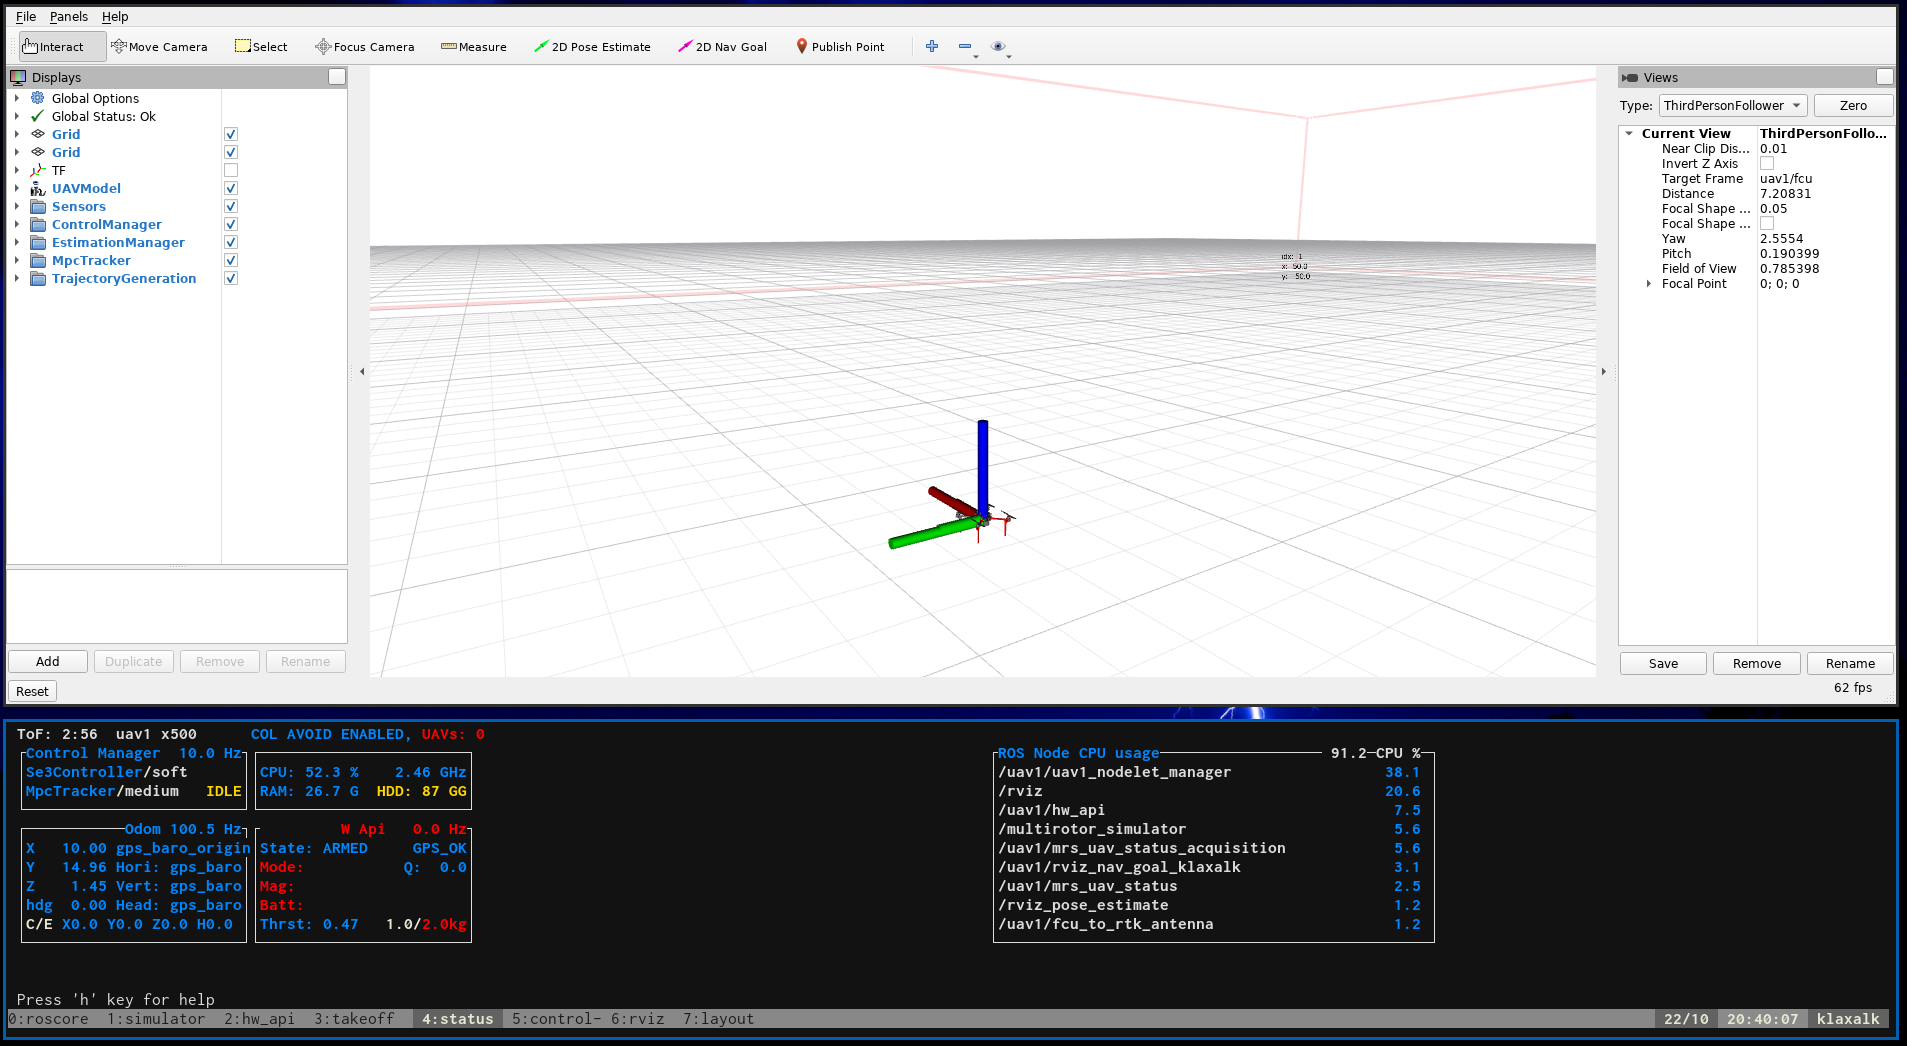 File Panels Help
Interact Move Camera Select Focus Camera Measure 2D Pose Estimate 2D Nav Goal Publish Point
Displays
Global Options
Global Status: Ok
Grid
Grid
TF
UAVModel
Sensors
ControlManager
EstimationManager
MpcTracker
TrajectoryGeneration
Add Duplicate Remove Rename
Reset
idx: 1
x: 50.0
y: 50.0
Views
Type: ThirdPersonFollower Zero
Current View ThirdPersonFollo...
Near Clip Dis... 0.01
Invert Z Axis
Target Frame uav1/fcu
Distance 7.20831
Focal Shape ... 0.05
Focal Shape ...
Yaw 2.5554
Pitch 0.190399
Field of View 0.785398
Focal Point 0; 0; 0
Save Remove Rename
62 fps
ToF: 2:56 uav1 x500 COL AVOID ENABLED, UAVs: 0
Control Manager 10.0 Hz
Se3Controller/soft
MpcTracker/medium IDLE
CPU: 52.3 % 2.46 GHz
RAM: 26.7 G HDD: 87 GG
Odom 100.5 Hz
X 10.00 gps_baro_origin
Y 14.96 Hori: gps_baro
Z 1.45 Vert: gps_baro
hdg 0.00 Head: gps_baro
C/E X0.0 Y0.0 Z0.0 H0.0
W Api 0.0 Hz
State: ARMED GPS_OK
Mode: Q: 0.0
Mag:
Batt:
Thrst: 0.47 1.0/2.0kg
ROS Node CPU usage 91.2 CPU %
/uav1/uav1_nodelet_manager 38.1
/rviz 20.6
/uav1/hw_api 7.5
/multirotor_simulator 5.6
/uav1/mrs_uav_status_acquisition 5.6
/uav1/rviz_nav_goal_klaxalk 3.1
/uav1/mrs_uav_status 2.5
/rviz_pose_estimate 1.2
/uav1/fcu_to_rtk_antenna 1.2
Press 'h' key for help
0:roscore 1:simulator 2:hw_api 3:takeoff 4:status 5:control- 6:rviz 7:layout 22/10 20:40:07 klaxalk